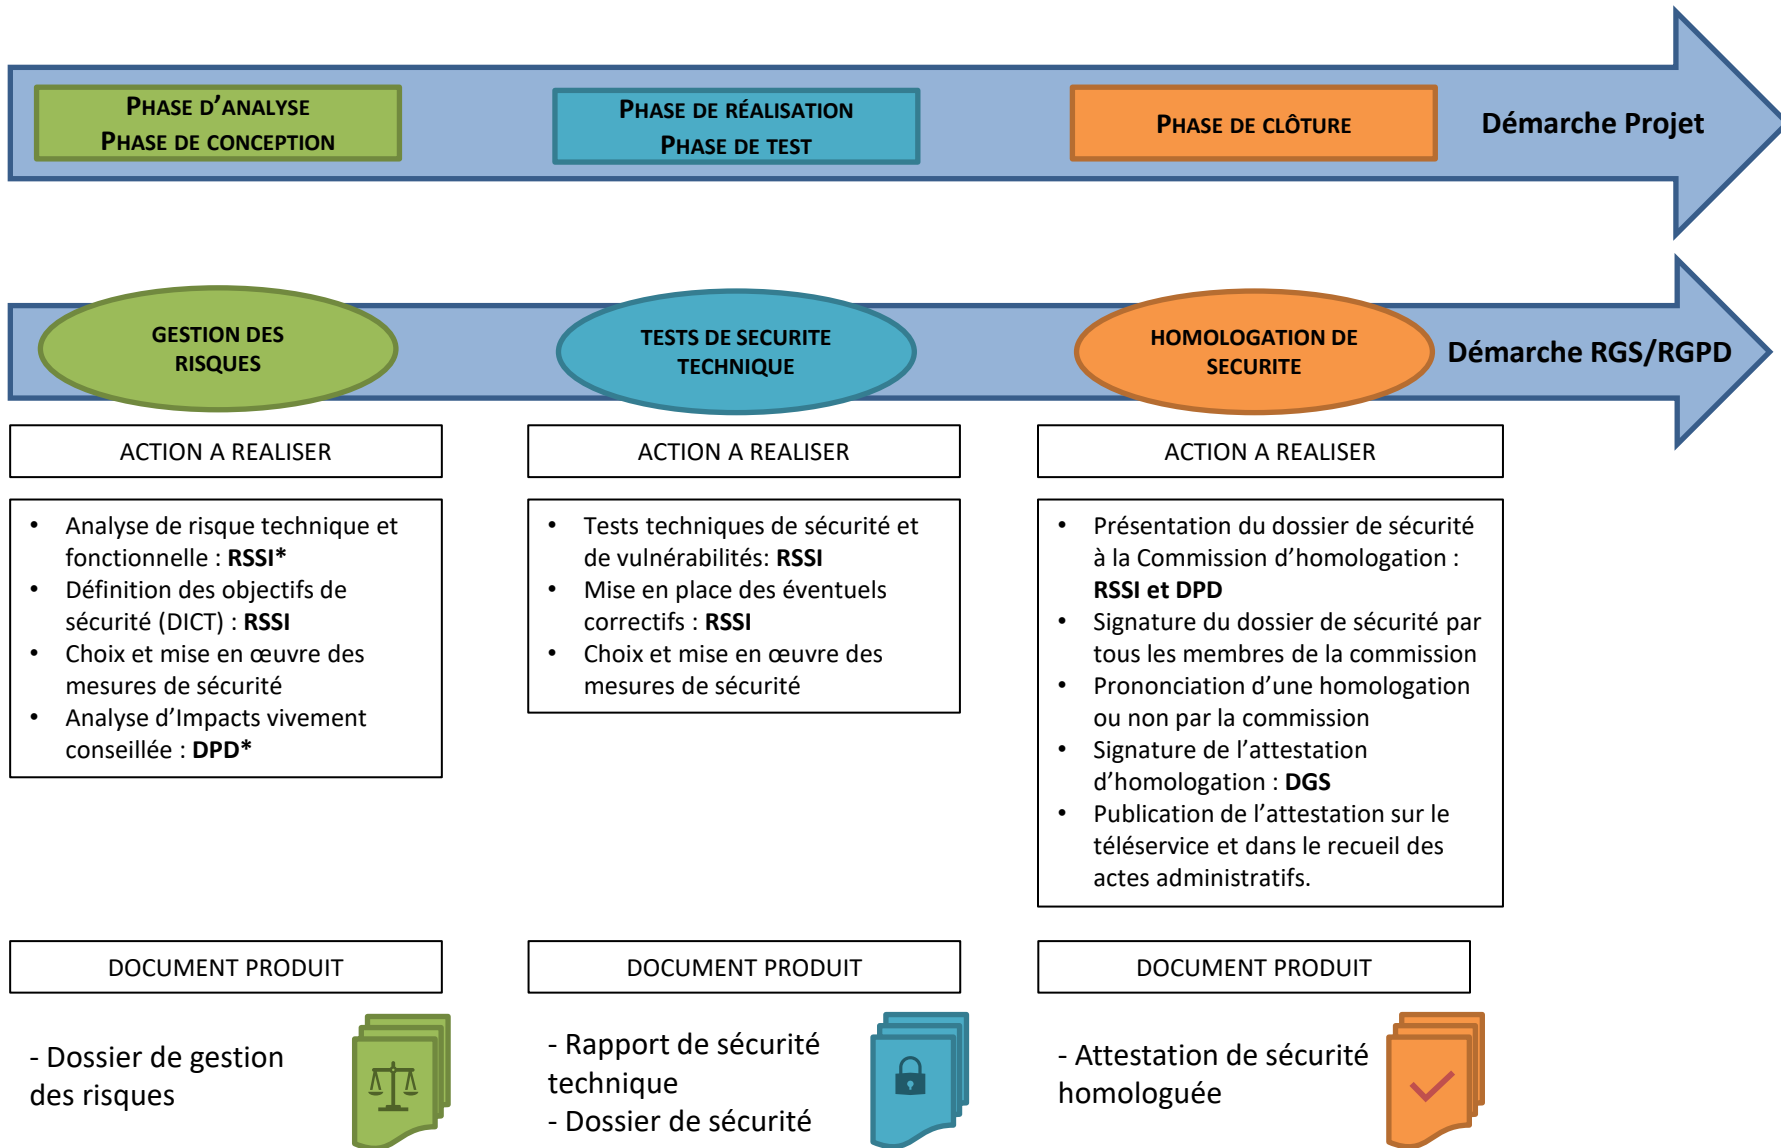 PHASE D'ANALYSE
PHASE DE CONCEPTION
PHASE DE RÉALISATION
PHASE DE TEST
PHASE DE CLÔTURE
Démarche Projet
GESTION DES
RISQUES
TESTS DE SECURITE
TECHNIQUE
HOMOLOGATION DE
SECURITE
Démarche RGS/RGPD
ACTION A REALISER
• Analyse de risque technique et
fonctionnelle : RSSI*
• Définition des objectifs de
sécurité (DICT) : RSSI
• Choix et mise en œuvre des
mesures de sécurité
• Analyse d'Impacts vivement
conseillée : DPD*
ACTION A REALISER
• Tests techniques de sécurité et
de vulnérabilités: RSSI
• Mise en place des éventuels
correctifs : RSSI
• Choix et mise en œuvre des
mesures de sécurité
ACTION A REALISER
• Présentation du dossier de sécurité
à la Commission d'homologation :
RSSI et DPD
• Signature du dossier de sécurité par
tous les membres de la commission
• Prononciation d'une homologation
ou non par la commission
• Signature de l'attestation
d'homologation : DGS
• Publication de l'attestation sur le
téléservice et dans le recueil des
actes administratifs.
DOCUMENT PRODUIT
- Dossier de gestion
des risques
DOCUMENT PRODUIT
- Rapport de sécurité
technique
- Dossier de sécurité
DOCUMENT PRODUIT
- Attestation de sécurité
homologuée